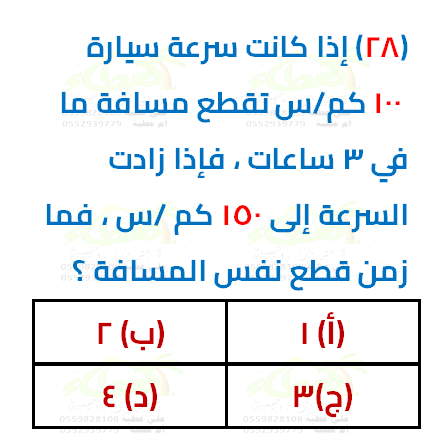 (٢٨) إذا كانت سرعة سيارة
١٠٠ كم/س تقطع مسافة ما
في ٣ ساعات ، فإذا زادت
السرعة إلى ١٥٠ كم /س ، فما
زمن قطع نفس المسافة ؟
(أ) ١
(ب) ٢
(ج)٣
(د) ٤